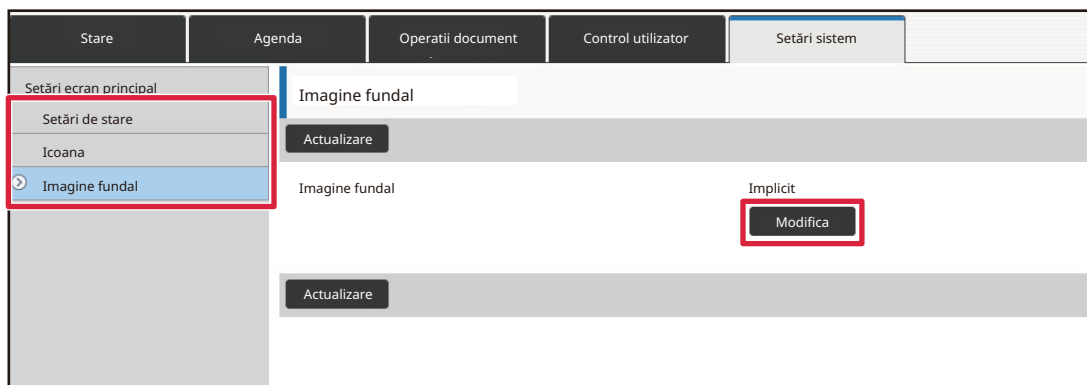 Stare
Agenda
Operatii document
Control utilizator
Setări sistem
Setări ecran principal
Setări de stare
Icoana
Imagine fundal
Imagine fundal
Actualizare
Imagine fundal
Implicit
Modifica
Actualizare